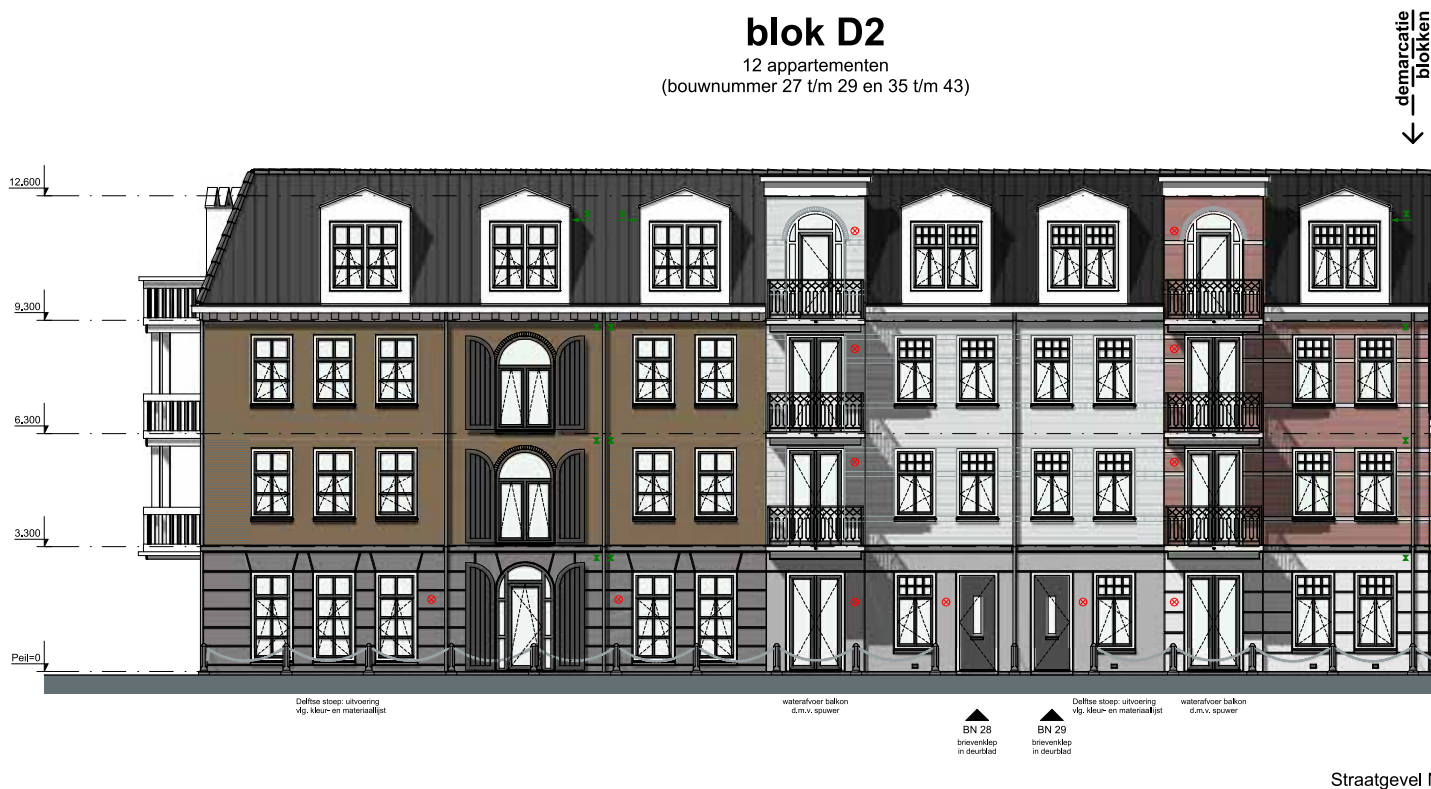 blok D2
12 appartementen
(bouwnummer 27 t/m 29 en 35 t/m 43)
demarcatie
blokken
12.600
9.300
6.300
3.300
Peil=0
Delftse stoep: uitvoering
vlg. kleur- en materiaallijst
waterafvoer balkon
d.m.v. spuwer
Delftse stoep: uitvoering
vlg. kleur- en materiaallijst
waterafvoer balkon
d.m.v. spuwer
BN 28
brievenklep
in deurblad
BN 29
brievenklep
in deurblad
Straatgevel